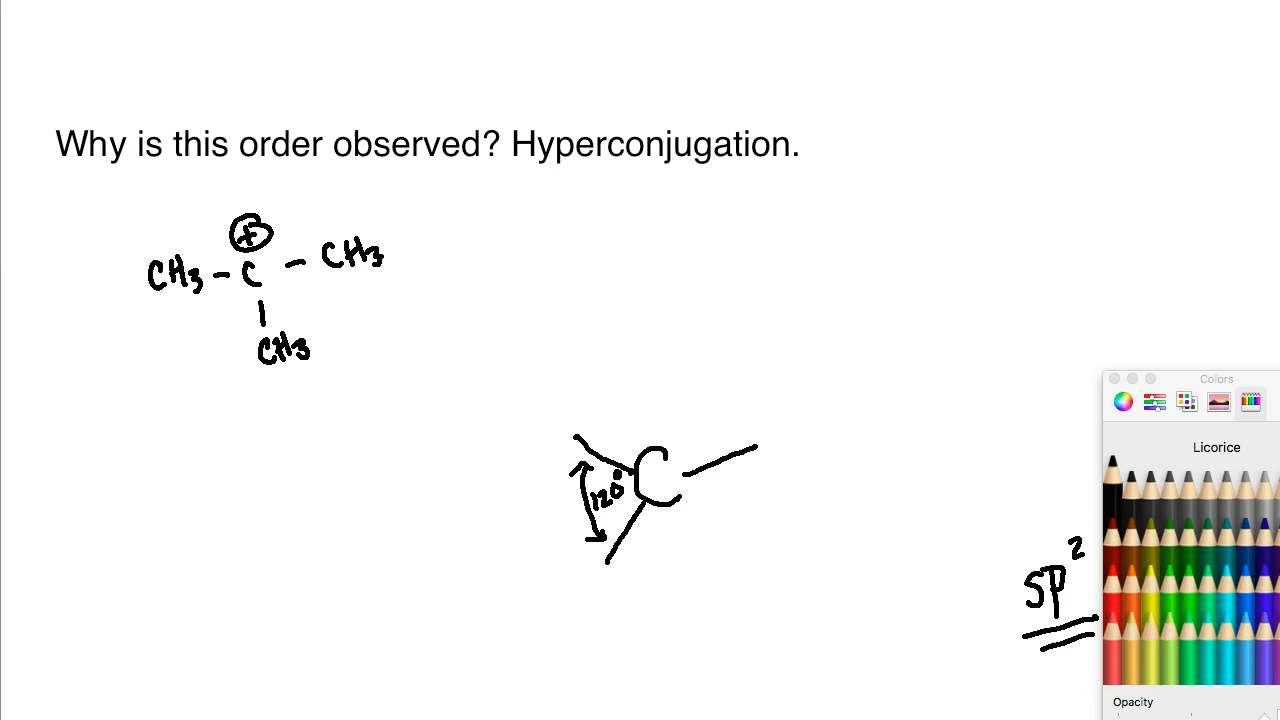 Why is this order observed? Hyperconjugation.
+
CH3 - C - CH3
CH3
C
120°
SP²
Colors
Licorice
Opacity